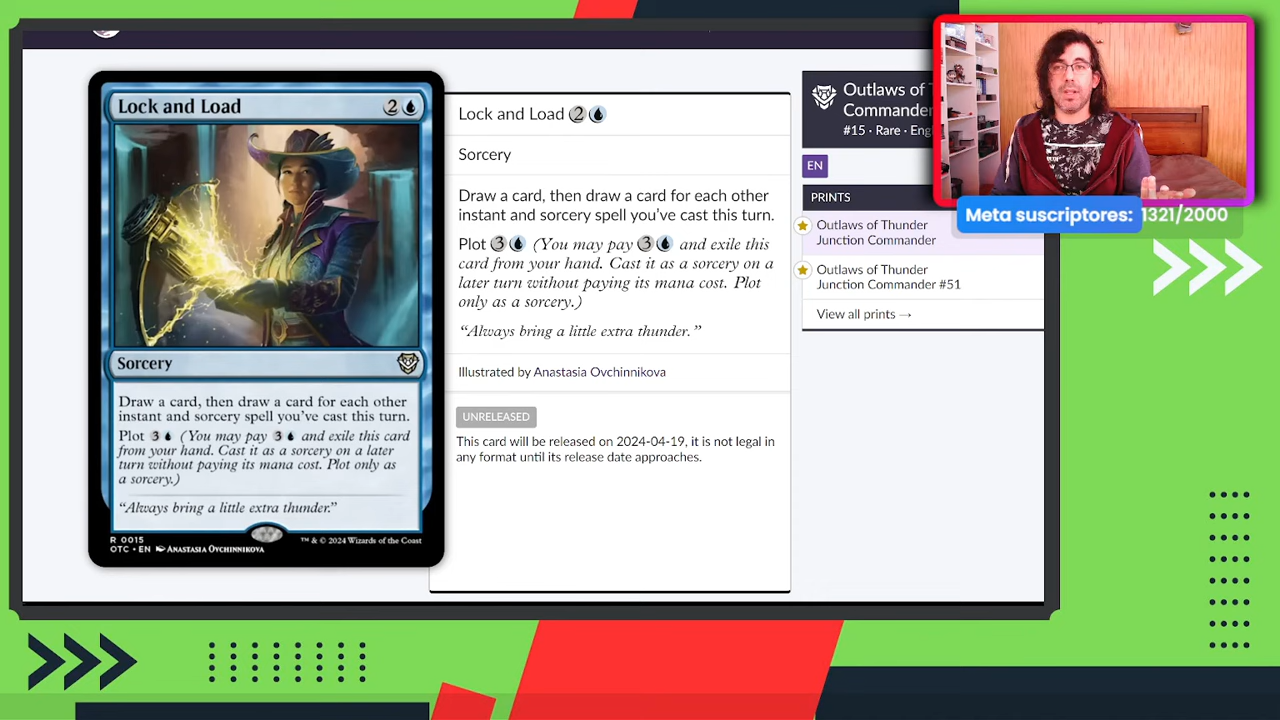 Lock and Load 2
Sorcery
Draw a card, then draw a card for each other
instant and sorcery spell you've cast this turn.
Plot 3 (You may pay 3 and exile this card
from your hand. Cast it as a sorcery on a later
turn without paying its mana cost. Plot only as
a sorcery.)
"Always bring a little extra thunder."
R 0015
OTC • EN ANASTASIA OVCHINNIKOVA
™ & © 2024 Wizards of the Coast
Lock and Load 2
Sorcery
Draw a card, then draw a card for each other
instant and sorcery spell you've cast this turn.
Plot 3 (You may pay 3 and exile this
card from your hand. Cast it as a sorcery on a
later turn without paying its mana cost. Plot
only as a sorcery.)
"Always bring a little extra thunder."
Illustrated by Anastasia Ovchinnikova
UNRELEASED
This card will be released on 2024-04-19, it is not legal in
any format until its release date approaches.
Outlaws of
Commander
#15 · Rare · Eng
EN
PRINTS
Outlaws of Thunder
Junction Commander
Outlaws of Thunder
Junction Commander #51
View all prints →
Meta suscriptores: 1321/2000